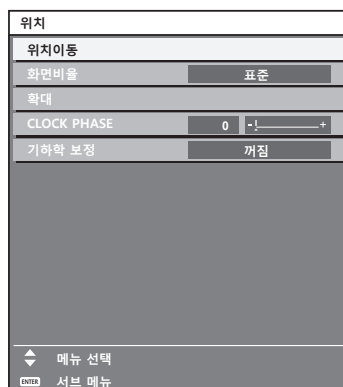 위치
위치이동
화면비율 표준
확대
CLOCK PHASE 0 - +
기하학 보정 꺼짐
메뉴 선택
ENTER 서브 메뉴